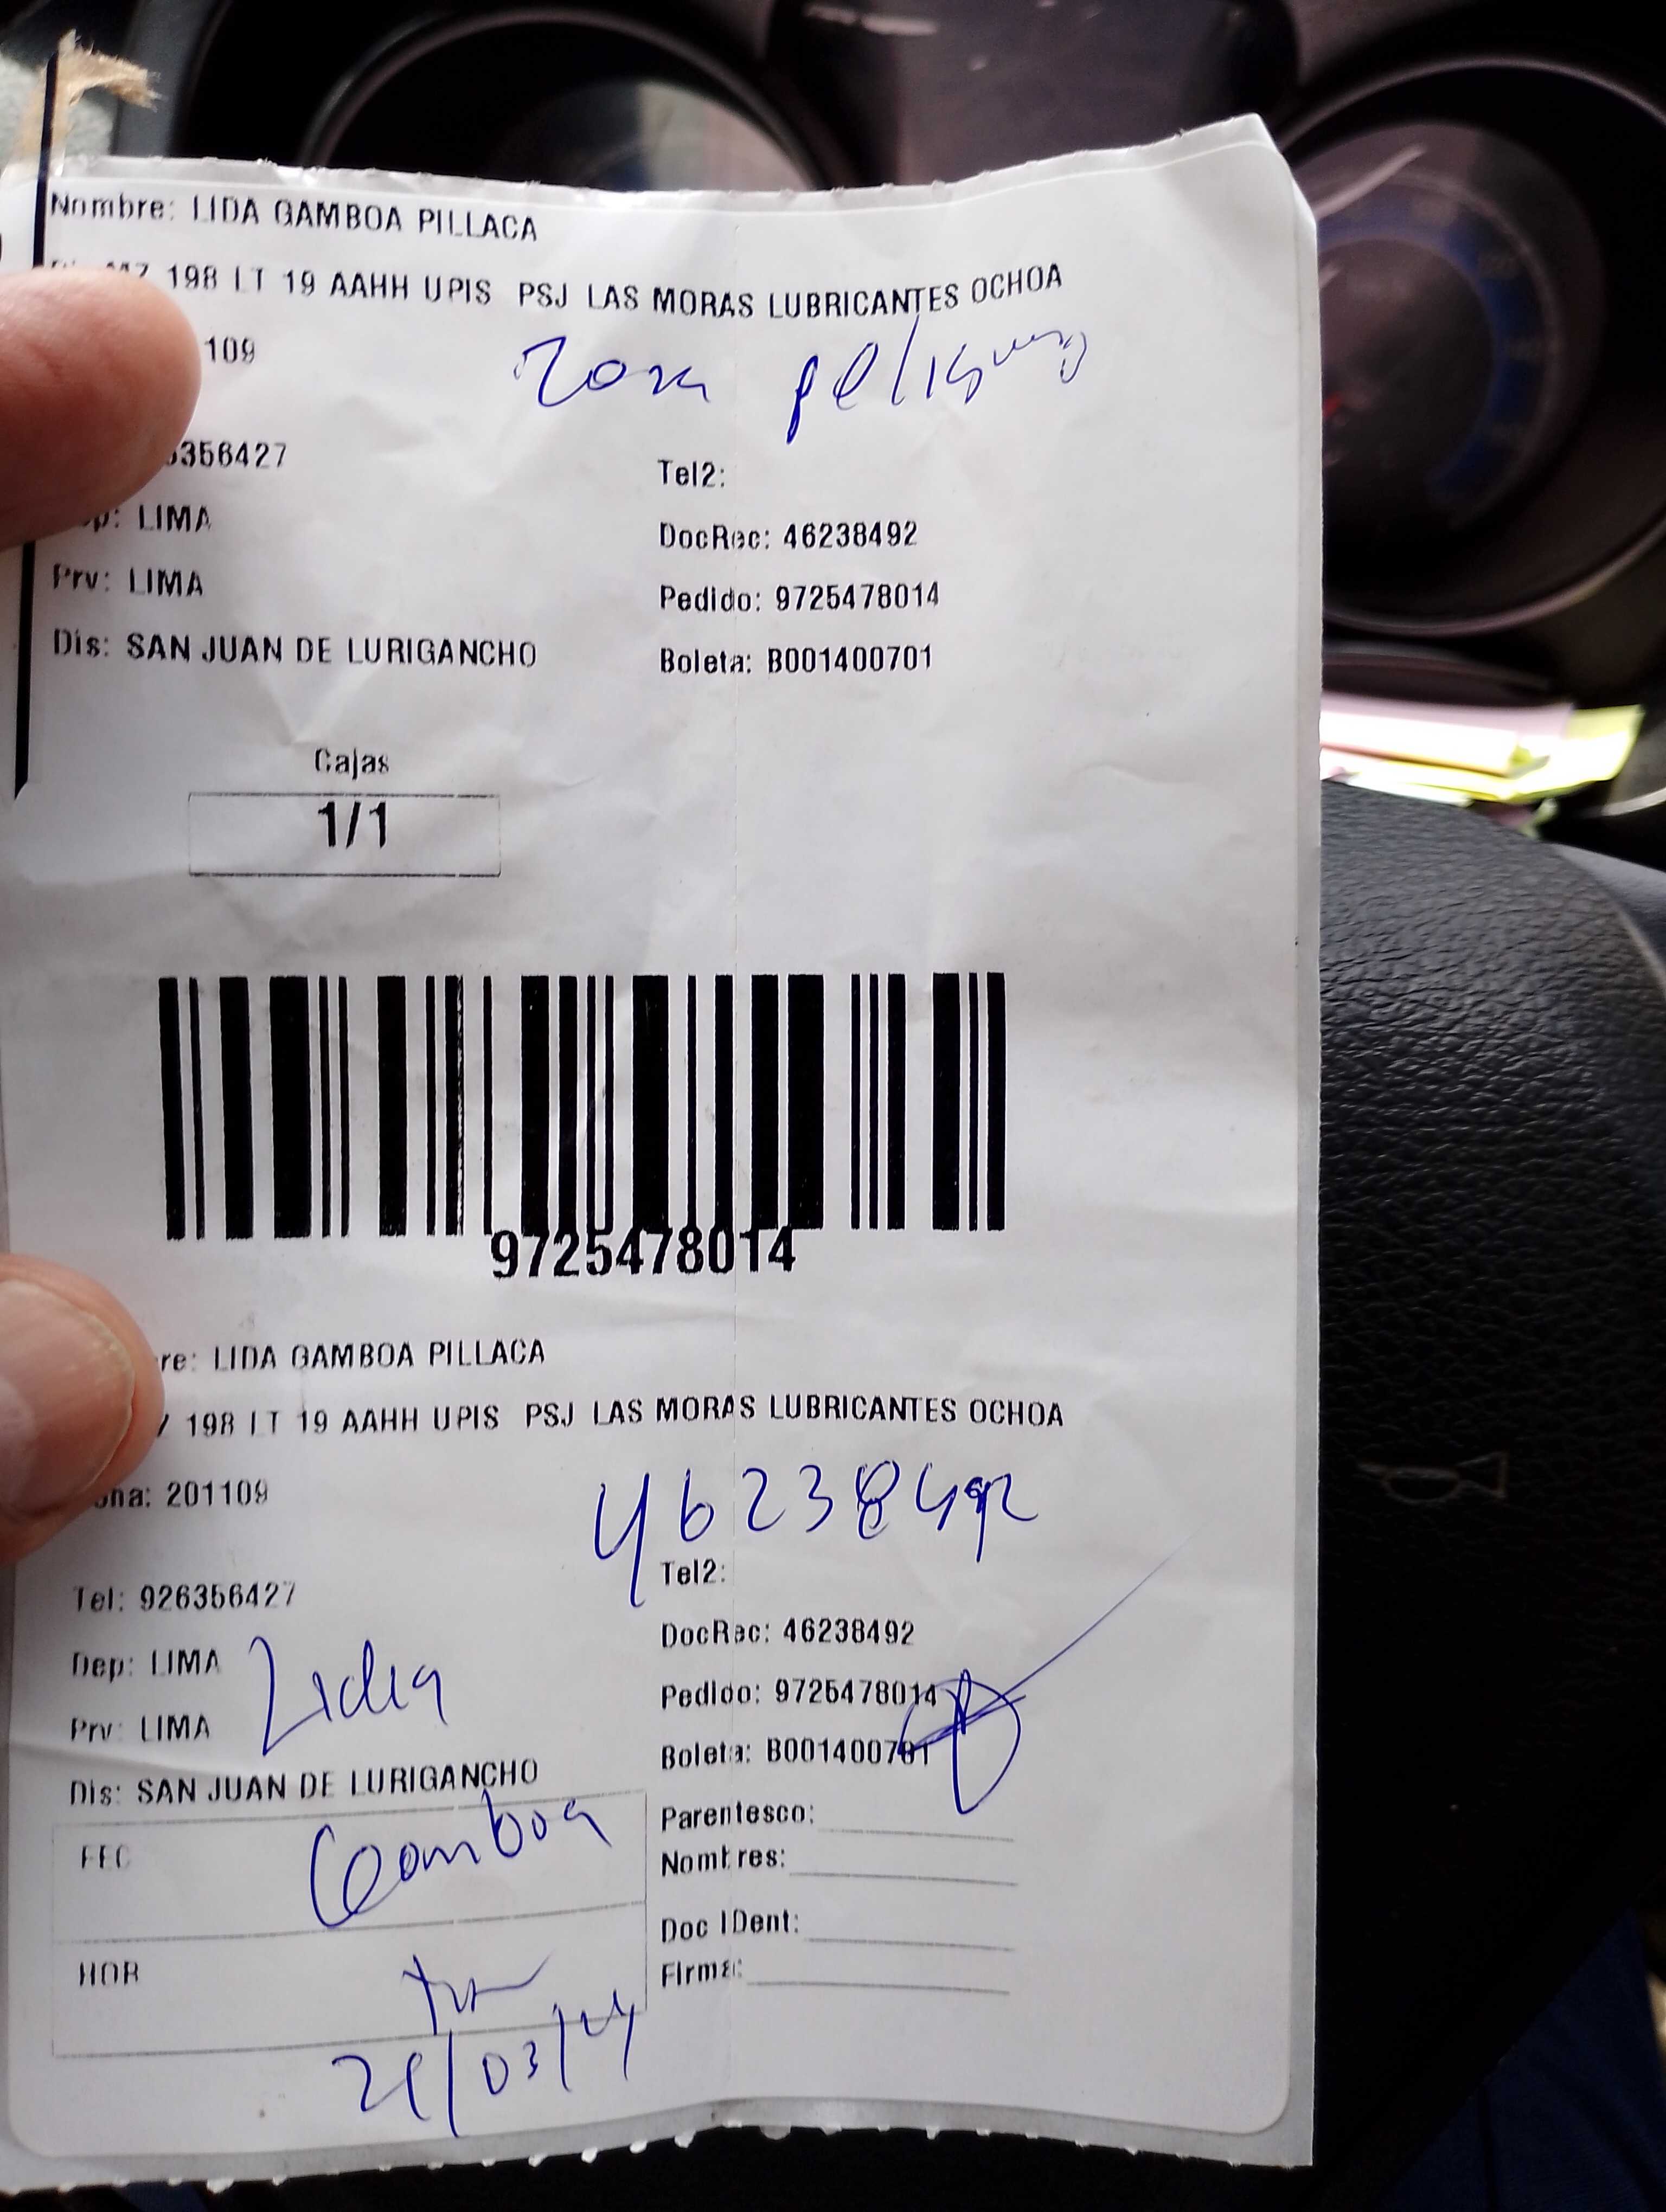 Nombre: LIDA GAMBOA PILLACA
198 LT 19 AAHH UPIS PSJ LAS MORAS LUBRICANTES OCHOA
109
zona peligrosa
356427
Tel2:
LIMA
DocRec: 46238492
Prv: LIMA
Pedido: 9725478014
Dis: SAN JUAN DE LURIGANCHO
Boleta: B001400701
Cajas
1/1
9725478014
re: LIDA GAMBOA PILLACA
198 LT 19 AAHH UPIS PSJ LAS MORAS LUBRICANTES OCHOA
na: 201109
46238492
Tel: 926356427
Tel2:
Dep: LIMA
DocRec: 46238492
Lidia
Prv: LIMA
Pedido: 9725478014
Dis: SAN JUAN DE LURIGANCHO
Boleta: B001400701
Gamboa
Parentesco:
FEC
Nombres:
Doc IDent:
HOR
Firma:
/03/24